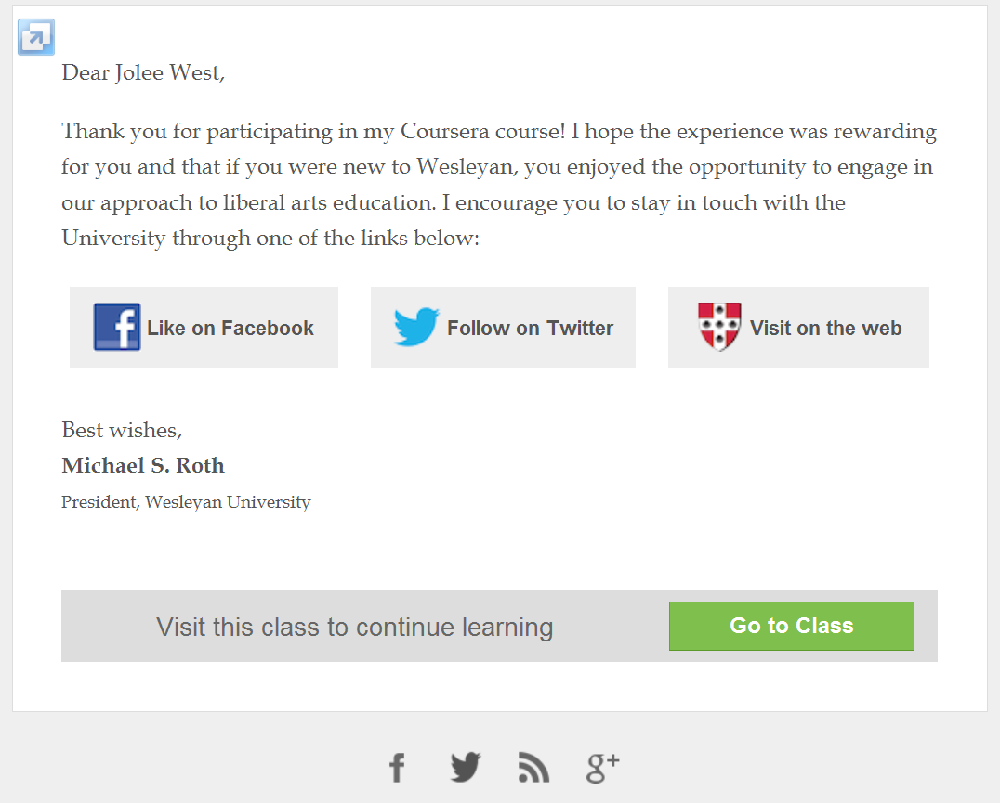 Dear Jolee West,
Thank you for participating in my Coursera course! I hope the experience was rewarding
for you and that if you were new to Wesleyan, you enjoyed the opportunity to engage in
our approach to liberal arts education. I encourage you to stay in touch with the
University through one of the links below:
Like on Facebook
Follow on Twitter
Visit on the web
Best wishes,
Michael S. Roth
President, Wesleyan University
Visit this class to continue learning
Go to Class